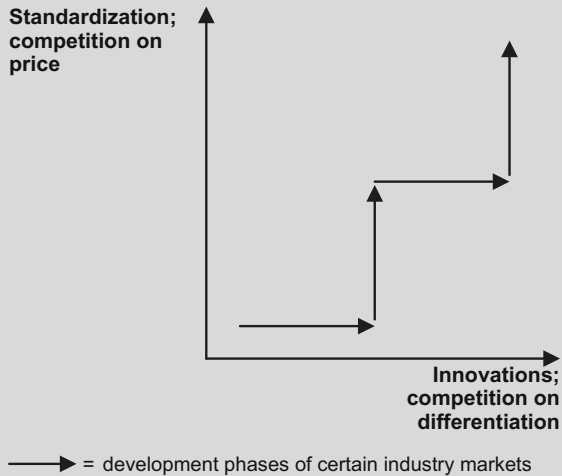 Standardization;
competition on
price
Innovations;
competition on
differentiation
= development phases of certain industry markets